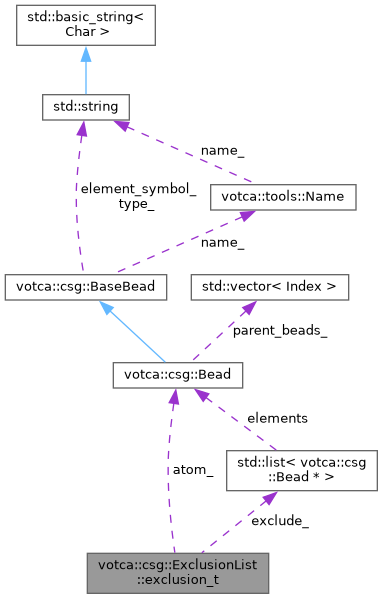 std::basic_string<
Char >
std::string
name_
element_symbol_
type_
votca::tools::Name
name_
votca::csg::BaseBead
std::vector< Index >
parent_beads_
votca::csg::Bead
elements
atom_
std::list< votca::csg
::Bead * >
exclude_
votca::csg::ExclusionList
::exclusion_t